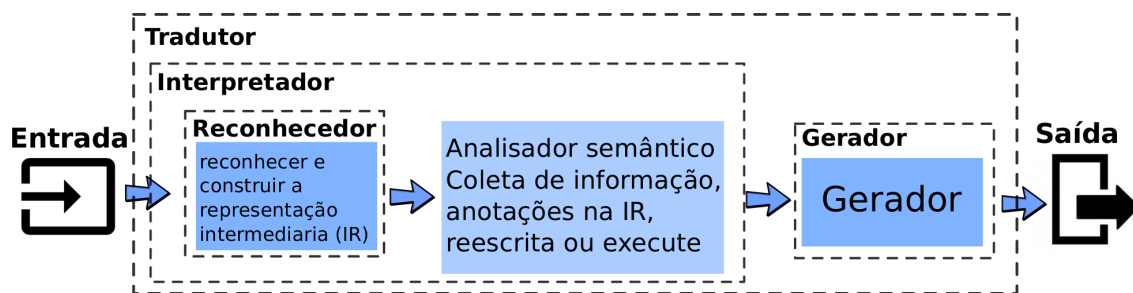 Tradutor
Interpretador
Entrada
Reconhecedor
reconhecer e
construir a
representação
intermediaria (IR)
Analisador semântico
Coleta de informação,
anotações na IR,
reescrita ou execute
Gerador
Gerador
Saída